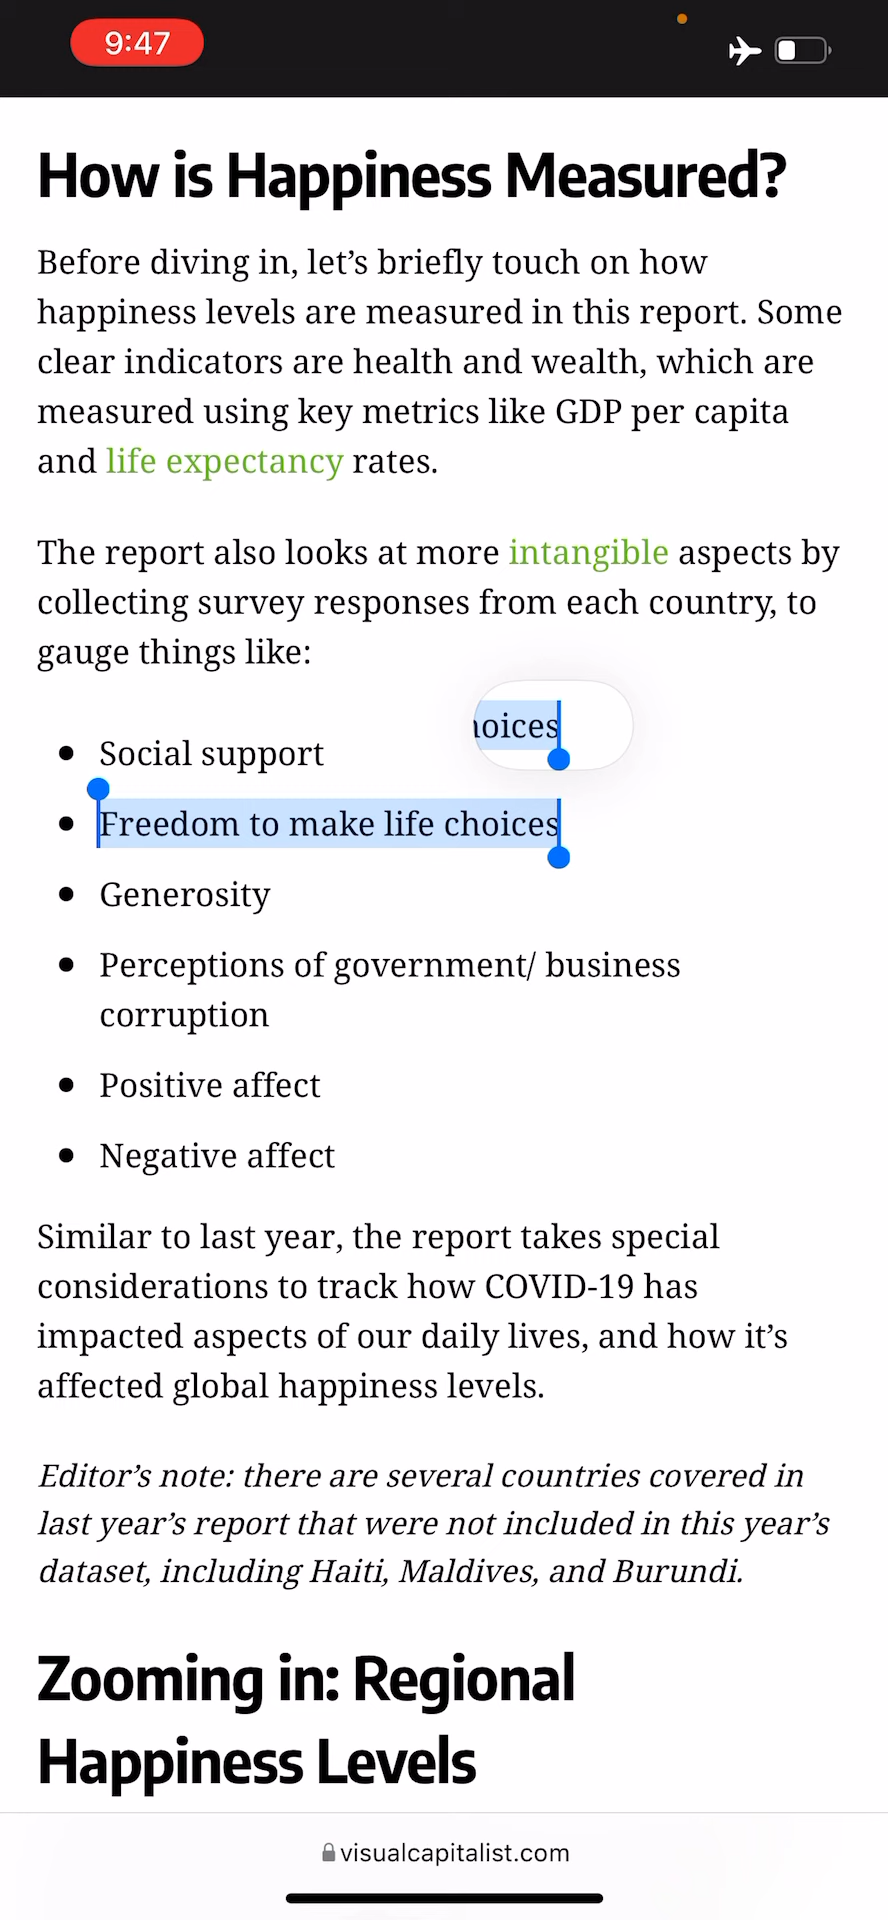 9:47
How is Happiness Measured?
Before diving in, let’s briefly touch on how
happiness levels are measured in this report. Some
clear indicators are health and wealth, which are
measured using key metrics like GDP per capita
and life expectancy rates.
The report also looks at more intangible aspects by
collecting survey responses from each country, to
gauge things like:
hoices
• Social support
• Freedom to make life choices
• Generosity
• Perceptions of government/ business
corruption
• Positive affect
• Negative affect
Similar to last year, the report takes special
considerations to track how COVID-19 has
impacted aspects of our daily lives, and how it’s
affected global happiness levels.
Editor’s note: there are several countries covered in
last year’s report that were not included in this year’s
dataset, including Haiti, Maldives, and Burundi.
Zooming in: Regional
Happiness Levels
visualcapitalist.com